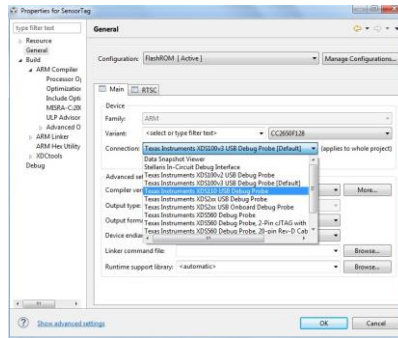 Properties for SensorTag
type filter text
Resource
General
Build
ARM Compiler
Processor O
Optimizatio
Include Opti
MISRA-C:20
ULP Advisor
Advanced O
ARM Linker
ARM Hex Utility
XDCtools
Debug
General
Configuration: FlashROM [ Active ]
Manage Configurations...
Main
RTSC
Device
Family: ARM
Variant: <select or type filter text>
CC2650F128
Connection: Texas Instruments XDS100v3 USB Debug Probe [Default]
(applies to whole project)
Data Snapshot Viewer
Stellaris In-Circuit Debug Interface
Texas Instruments XDS100v2 USB Debug Probe
Texas Instruments XDS100v3 USB Debug Probe [Default]
Texas Instruments XDS110 USB Debug Probe
Texas Instruments XDS2xx USB Debug Probe
Texas Instruments XDS2xx USB Onboard Debug Probe
Texas Instruments XDS560 Debug Probe
Texas Instruments XDS560 Debug Probe, 2-Pin cJTAG with
Texas Instruments XDS560 Debug Probe, 20-pin Rev-D Cab
Advanced se
Compiler ver
More...
Output type:
Output form
Device endia
Linker command file:
Browse...
Runtime support library: <automatic>
Browse...
Show advanced settings
OK
Cancel